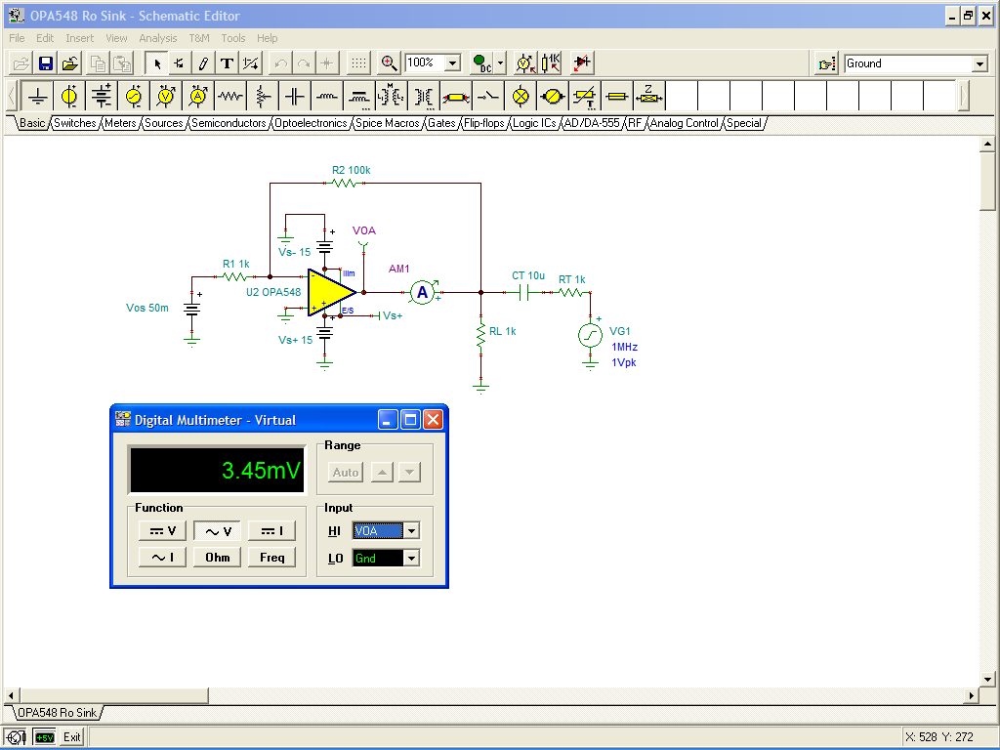 OPA548 Ro Sink - Schematic Editor
File Edit Insert View Analysis T&M Tools Help
T 100% DC V 1K Ground
V A M T Z
Basic Switches Meters Sources Semiconductors Optoelectronics Spice Macros Gates Flip-flops Logic ICs AD/DA-555 RF Analog Control Special
R2 100k
VOA
+
Vs- 15
R1 1k
Ilim
AM1
CT 10u
RT 1k
U2 OPA548
A
+
Vos 50m
+
E/S
Vs+
+
Vs+ 15
RL 1k
+
VG1
1MHz
1Vpk
Digital Multimeter - Virtual
3.45mV
Range
Auto
Function
V V I
I Ohm Freq
Input
HI VOA
LO Gnd
OPA548 Ro Sink
+5V Exit X: 528 Y: 272